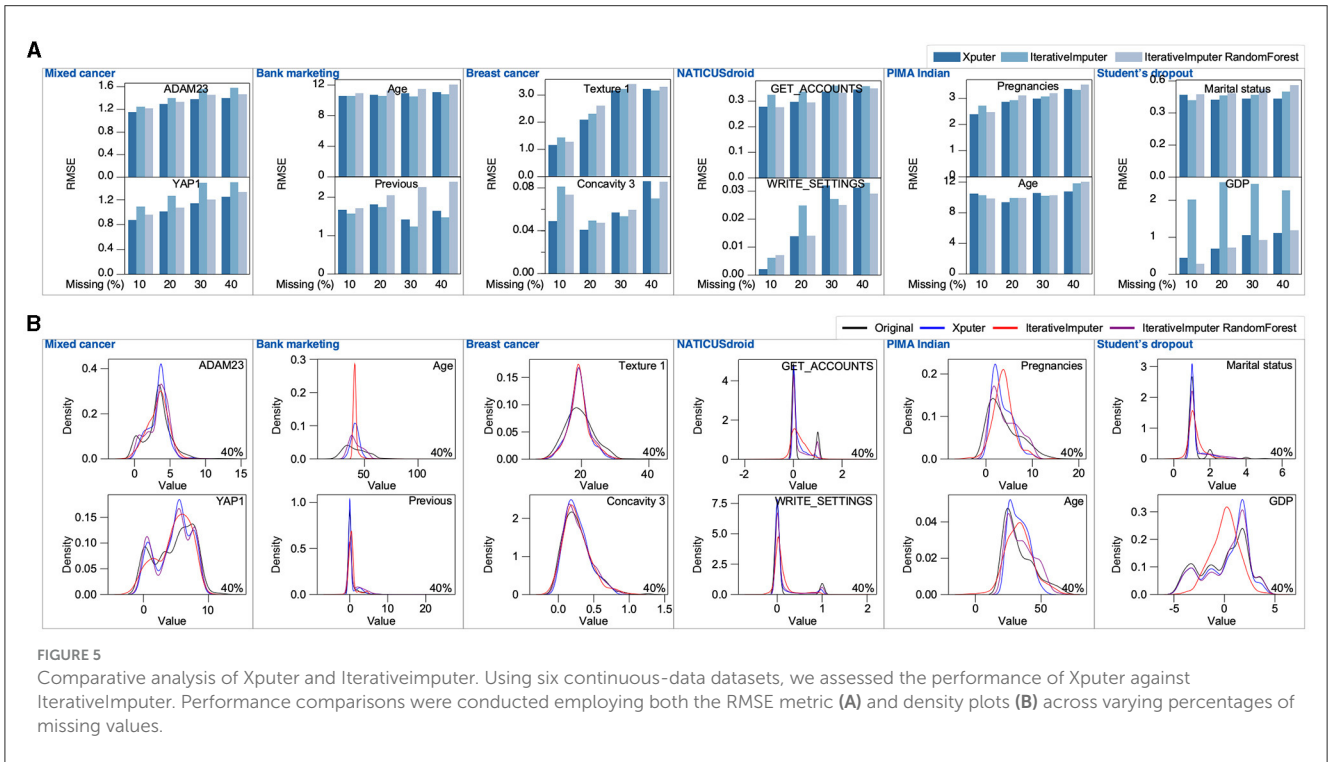 A
Xputer IterativeImputer IterativeImputer RandomForest
Mixed cancer Bank marketing Breast cancer NATICUSdroid PIMA Indian Student's dropout
ADAM23 Age Texture 1 GET_ACCOUNTS Pregnancies Marital status
RMSE RMSE RMSE RMSE RMSE RMSE
1.6 1.2 0.8 0.4 0.0
12 8 4 0
3 2 1 0.0
0.3 0.2 0.1 0.0
3 2 1 0
0.6 0.4 0.2 0.0
YAP1 Previous Concavity 3 WRITE_SETTINGS Age GDP
1.2 0.8 0.4 0.0
2 1 0
0.08 0.04 0.00
0.03 0.02 0.01 0.00
12 8 4 0
2 1 0
Missing (%) 10 20 30 40 Missing (%) 10 20 30 40 Missing (%) 10 20 30 40 Missing (%) 10 20 30 40 Missing (%) 10 20 30 40 Missing (%) 10 20 30 40
B
Original Xputer IterativeImputer IterativeImputer RandomForest
Mixed cancer Bank marketing Breast cancer NATICUSdroid PIMA Indian Student's dropout
ADAM23 Age Texture 1 GET_ACCOUNTS Pregnancies Marital status
Density Density Density Density Density Density
0.4 0.2 0.0
0.3 0.2 0.1 0.0
0.15 0.10 0.05 0.00
4 2 0
0.2 0.1 0.0
3 2 1 0
40% 40% 40% 40% 40% 40%
0 5 10 15 50 100 20 40 -2 0 2 0 10 20 0 2 4 6
Value Value Value Value Value Value
YAP1 Previous Concavity 3 WRITE_SETTINGS Age GDP
Density Density Density Density Density Density
0.15 0.10 0.05 0.00
1.0 0.5 0.0
2 1 0
7.5 5.0 2.5 0.0
0.04 0.02 0.00
0.3 0.2 0.1 0.0
40% 40% 40% 40% 40% 40%
0 10 0 10 20 0.0 0.5 1.0 1.5 0 1 2 0 50 -5 0 5
Value Value Value Value Value Value
FIGURE 5
Comparative analysis of Xputer and Iterativeimputer. Using six continuous-data datasets, we assessed the performance of Xputer against
IterativeImputer. Performance comparisons were conducted employing both the RMSE metric (A) and density plots (B) across varying percentages of
missing values.